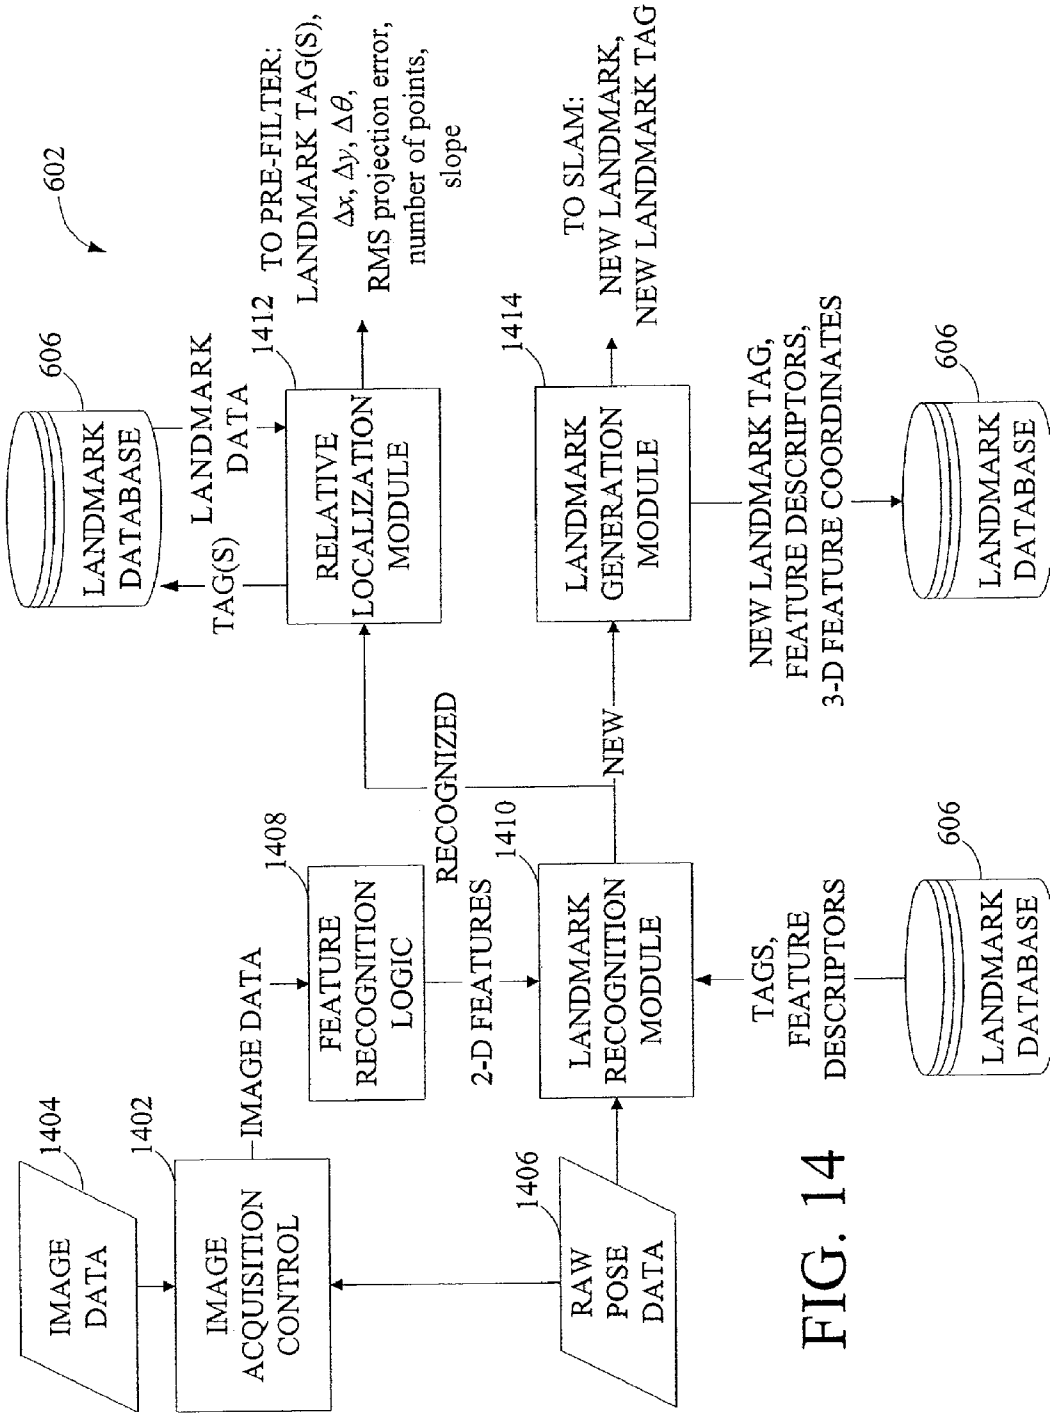 602
IMAGE
DATA
1404
IMAGE
ACQUISITION
CONTROL
1402
IMAGE DATA
RAW
POSE
DATA
1406
FEATURE
RECOGNITION
LOGIC
1408
2-D FEATURES
LANDMARK
RECOGNITION
MODULE
1410
TAGS,
FEATURE
DESCRIPTORS
LANDMARK
DATABASE
606
RECOGNIZED
NEW
LANDMARK
DATABASE
606
TAG(S)
LANDMARK
DATA
RELATIVE
LOCALIZATION
MODULE
1412
TO PRE-FILTER:
LANDMARK TAG(S),
Δx, Δy, Δθ,
RMS projection error,
number of points,
slope
LANDMARK
GENERATION
MODULE
1414
TO SLAM:
NEW LANDMARK,
NEW LANDMARK TAG
NEW LANDMARK TAG,
FEATURE DESCRIPTORS,
3-D FEATURE COORDINATES
LANDMARK
DATABASE
606
FIG. 14